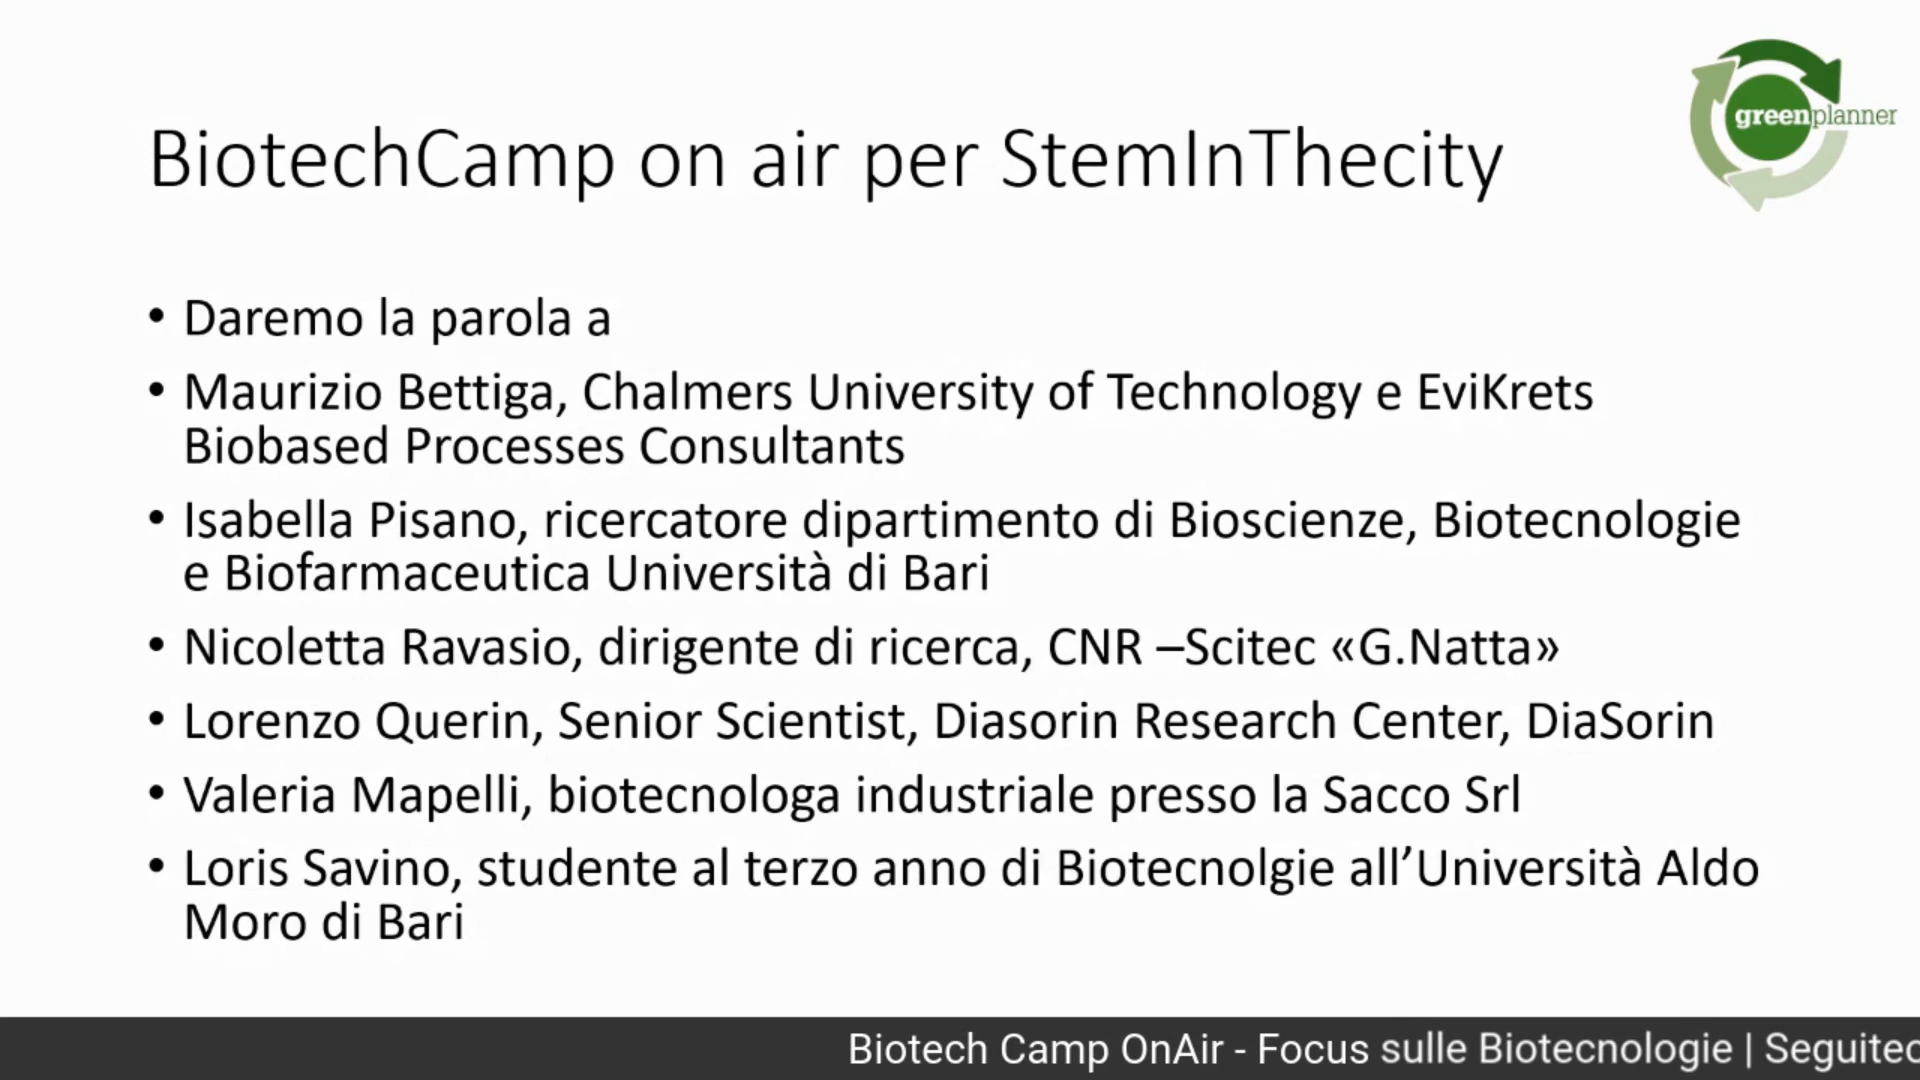 greenplanner
BiotechCamp on air per StemInThecity
• Daremo la parola a
• Maurizio Bettiga, Chalmers University of Technology e EviKrets
Biobased Processes Consultants
• Isabella Pisano, ricercatore dipartimento di Bioscienze, Biotecnologie
e Biofarmaceutica Università di Bari
• Nicoletta Ravasio, dirigente di ricerca, CNR –Scitec «G.Natta»
• Lorenzo Querin, Senior Scientist, Diasorin Research Center, DiaSorin
• Valeria Mapelli, biotecnologa industriale presso la Sacco Srl
• Loris Savino, studente al terzo anno di Biotecnolgie all’Università Aldo
Moro di Bari
Biotech Camp OnAir - Focus sulle Biotecnologie | Seguitec